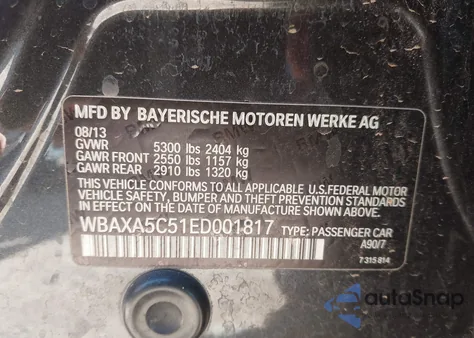 MFD BY BAYERISCHE MOTOREN WERKE AG
08/13
GVWR 5300 lbs 2404 kg
GAWR FRONT 2550 lbs 1157 kg
GAWR REAR 2910 lbs 1320 kg
THIS VEHICLE CONFORMS TO ALL APPLICABLE U.S.FEDERAL MOTOR
VEHICLE SAFETY, BUMPER, AND THEFT PREVENTION STANDARDS
IN EFFECT ON THE DATE OF MANUFACTURE SHOWN ABOVE.
WBAXA5C51ED001817 TYPE: PASSENGER CAR
A90/7
7 315 814
autoSnap